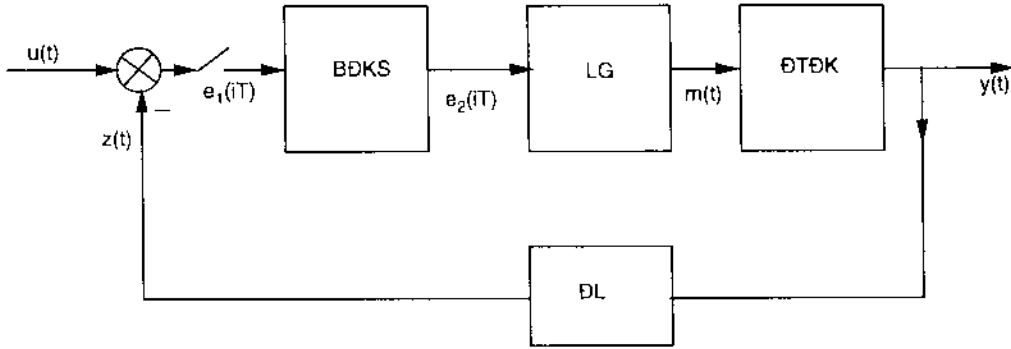 u(t)
e₁(iT)
BĐKS
e₂(iT)
LG
m(t)
ĐTĐK
y(t)
z(t)
–
ĐL